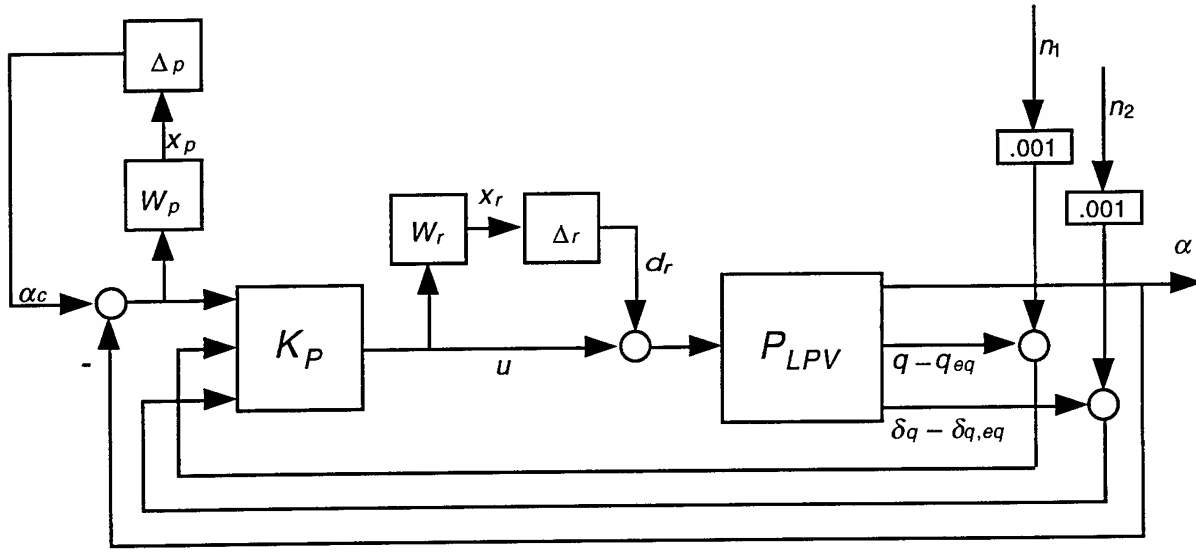 Δp
n1
n2
xp
.001
Wp
.001
xr
Wr
Δr
dr
α
αc
KP
PLPV
-
u
q – qeq
δq – δq,eq